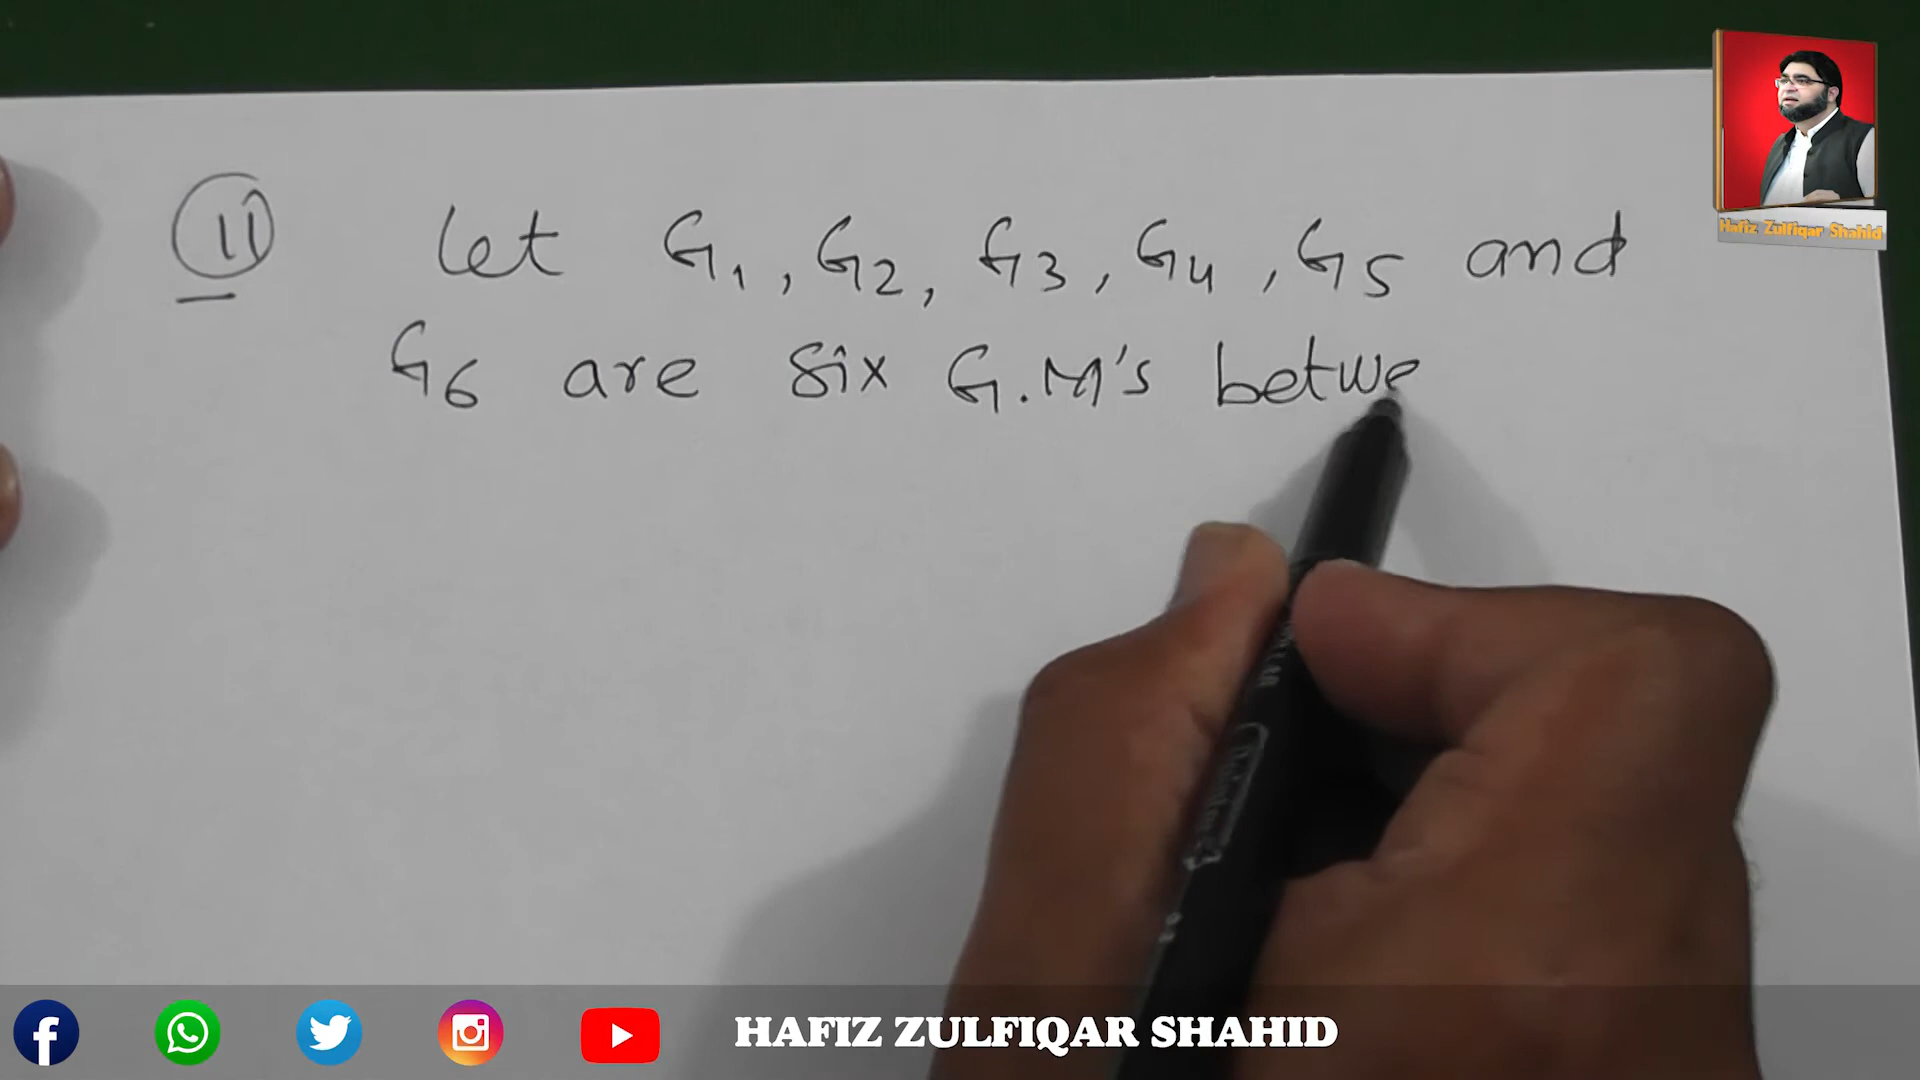 Hafiz Zulfiqar Shahid
11 Let G1, G2, G3, G4, G5 and
G6 are six G.M's betwe
HAFIZ ZULFIQAR SHAHID